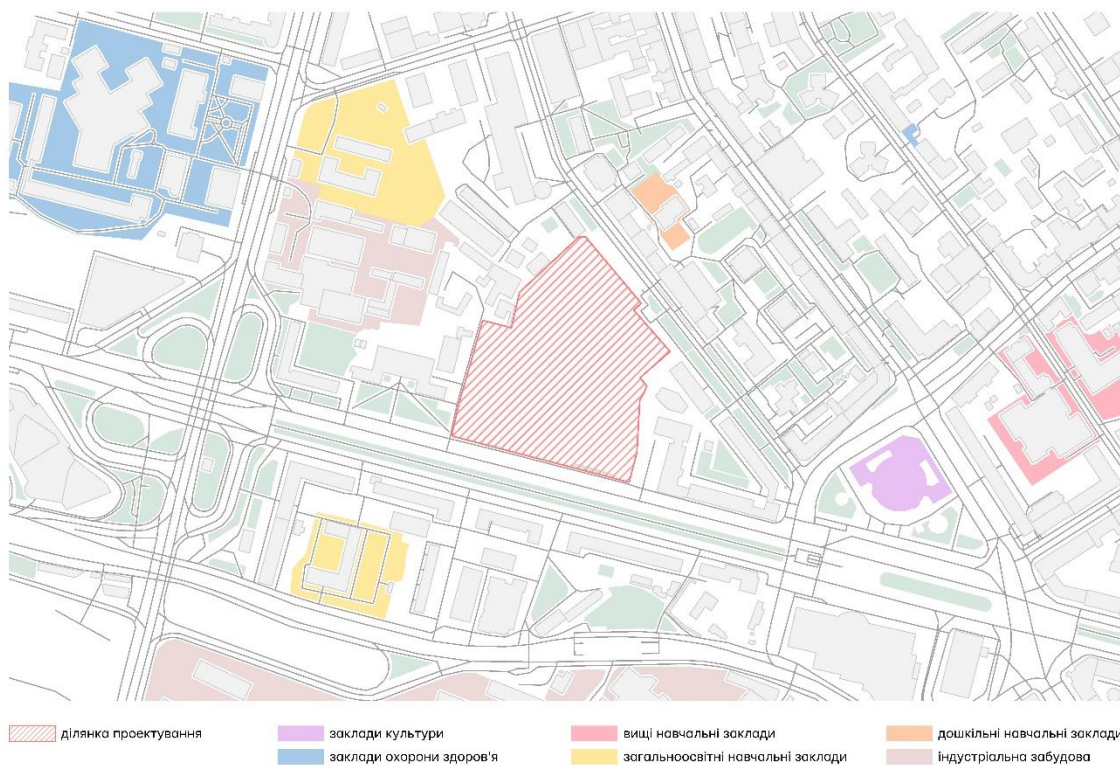 ділянка проектування
заклади культури
вищі навчальні заклади
дошкільні навчальні заклади
заклади охорони здоров'я
загальноосвітні навчальні заклади
індустріальна забудова